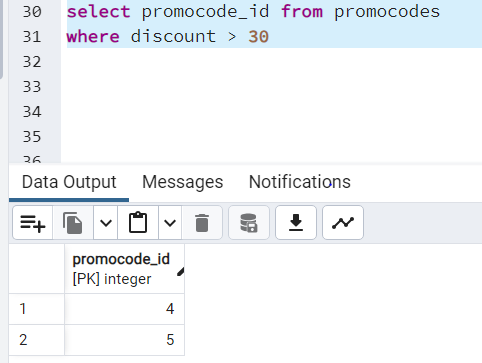 30 select promocode_id from promocodes
31 where discount > 30
32
33
34
35
36
Data Output Messages Notifications
promocode_id
[PK] integer
1 4
2 5